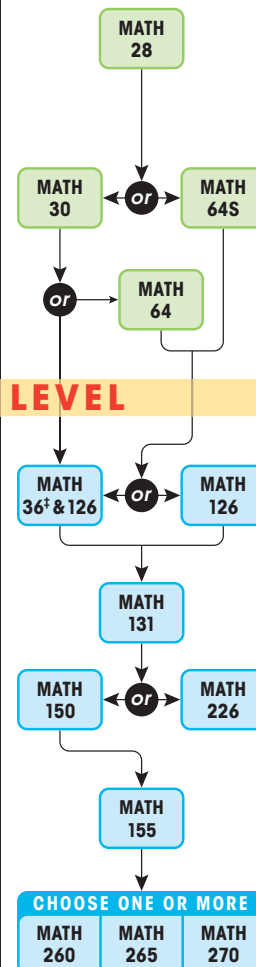 MATH
28
MATH
30
or
MATH
64S
or
MATH
64
LEVEL
MATH
36‡ & 126
or
MATH
126
MATH
131
MATH
150
or
MATH
226
MATH
155
CHOOSE ONE OR MORE
MATH
260
MATH
265
MATH
270